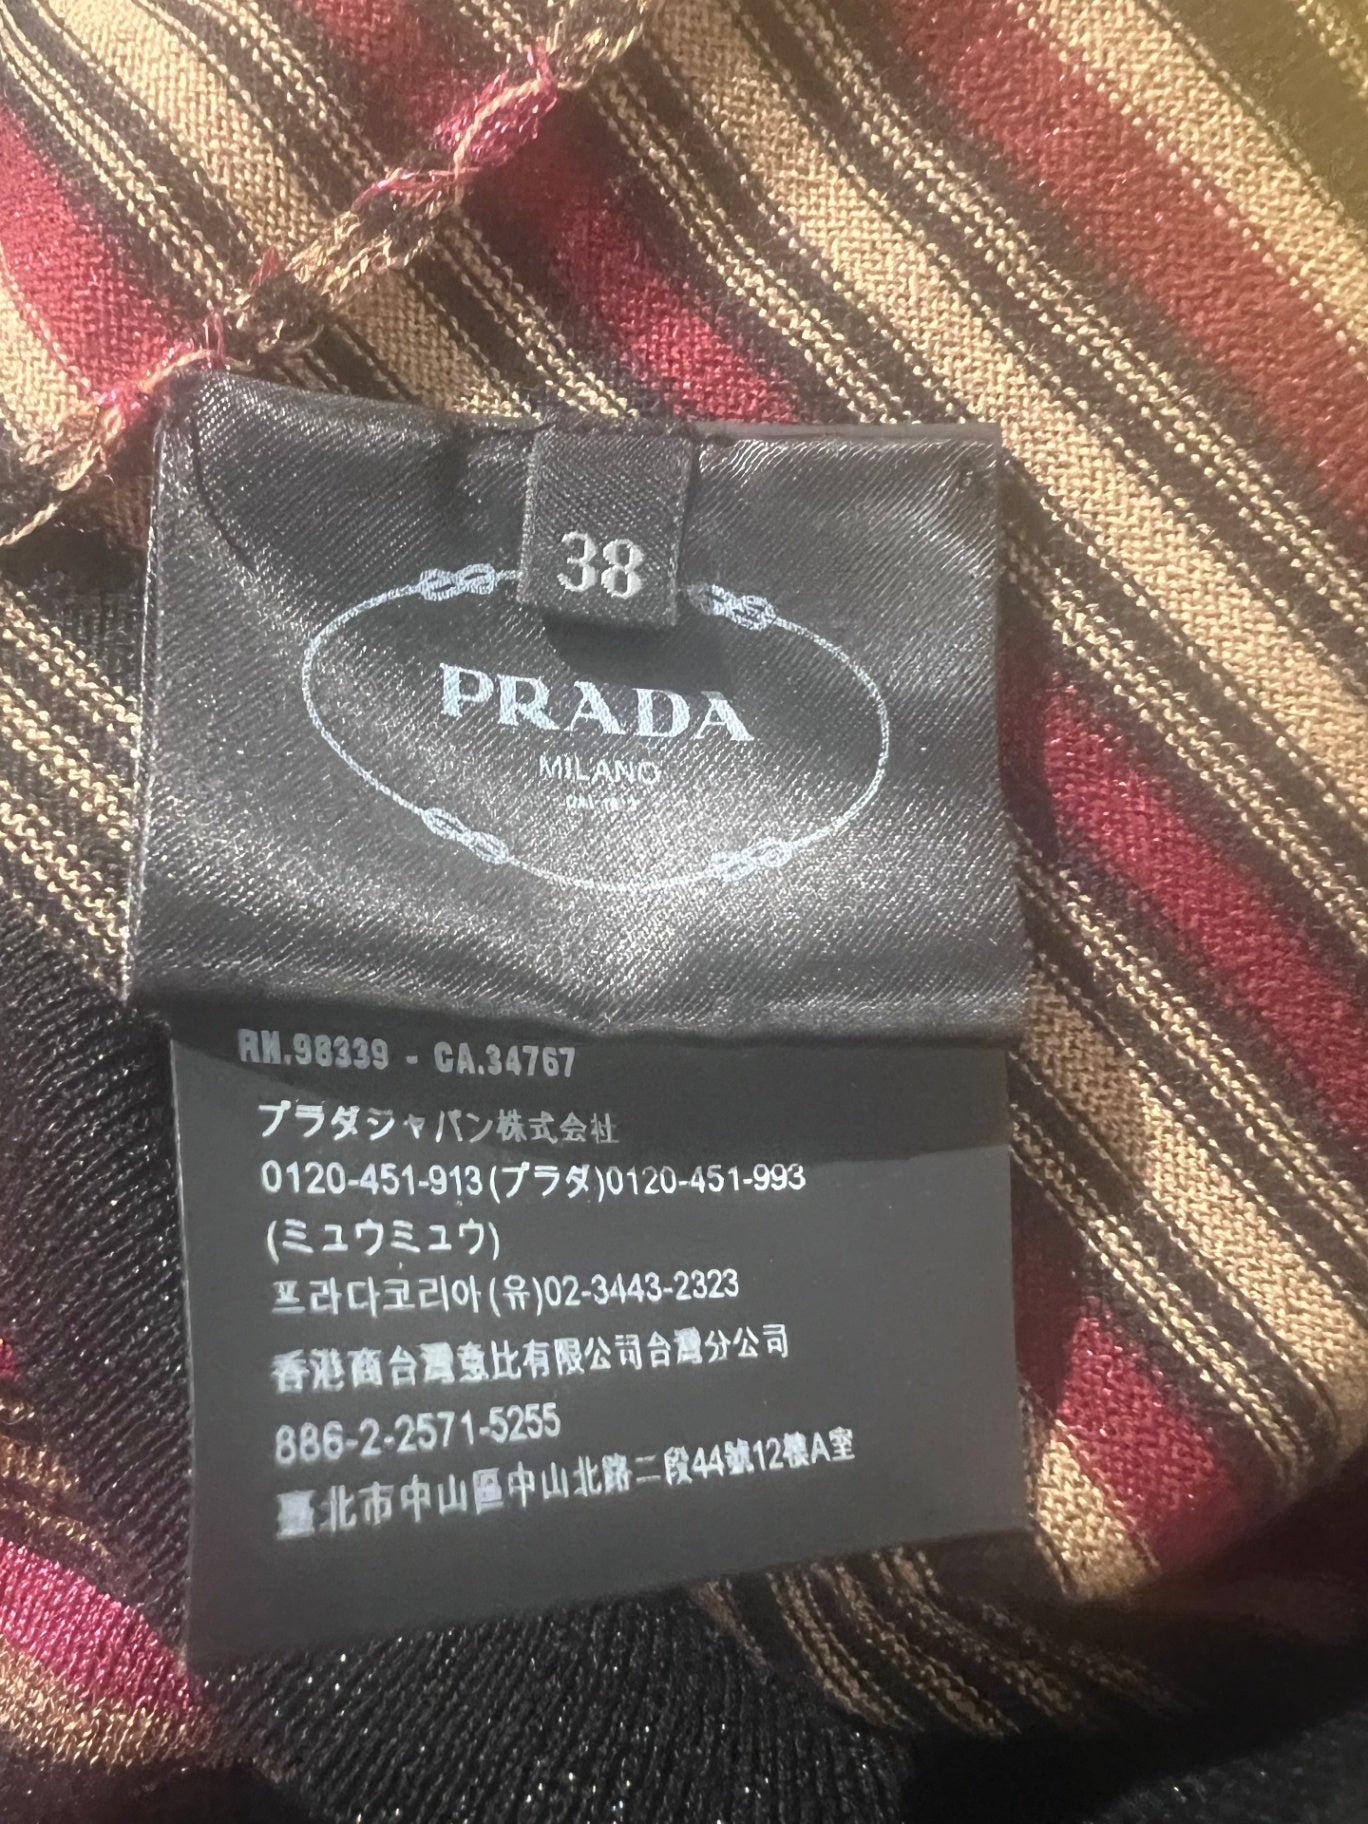 38
PRADA
MILANO
RN.98339 - CA.34767
プラダジャパン株式会社
0120-451-913(プラダ)0120-451-993
(ミュウミュウ)
프라다코리아(유)02-3443-2323
香港商台灣意比有限公司台灣分公司
886-2-2571-5255
臺北市中山區中山北路二段44號12樓A室